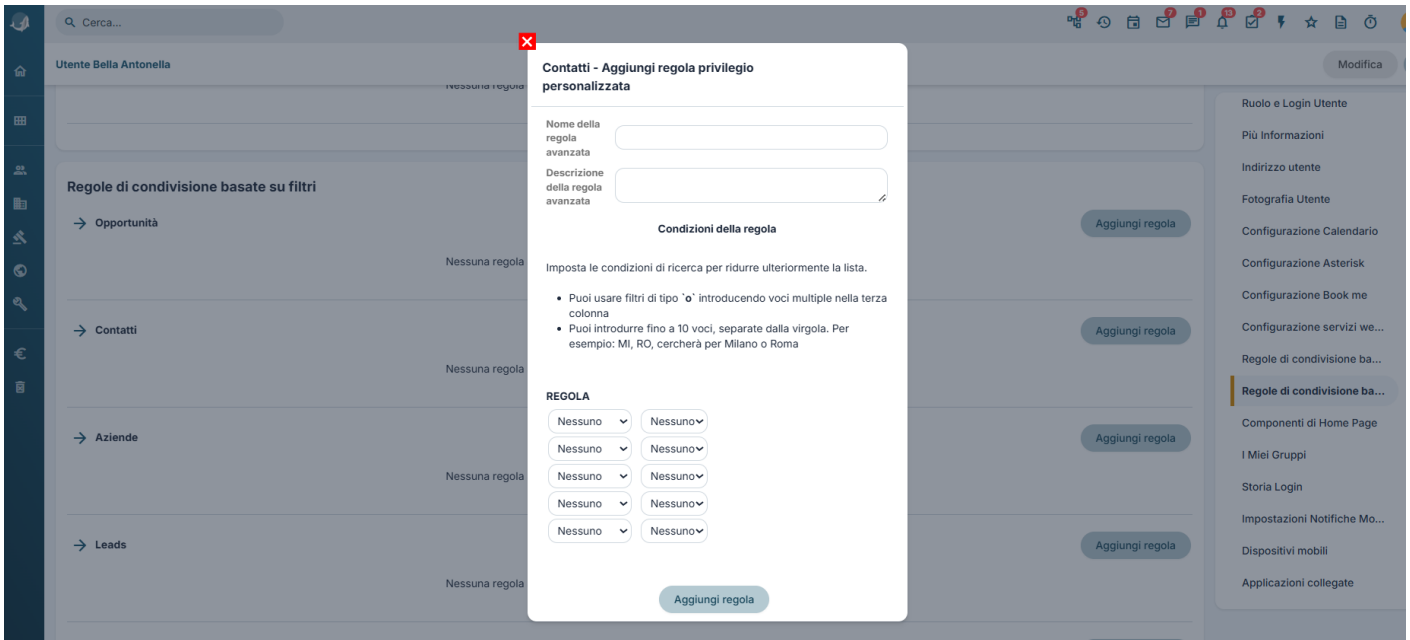 Cerca...
5
7
1
13
2
Utente Bella Antonella
Modifica
Nessuna regola
Regole di condivisione basate su filtri
Opportunità
Aggiungi regola
Nessuna regola
Contatti
Aggiungi regola
Nessuna regola
Aziende
Aggiungi regola
Nessuna regola
Leads
Aggiungi regola
Nessuna regola
Contatti - Aggiungi regola privilegio
personalizzata
Nome della
regola
avanzata
Descrizione
della regola
avanzata
Condizioni della regola
Imposta le condizioni di ricerca per ridurre ulteriormente la lista.
• Puoi usare filtri di tipo `o` introducendo voci multiple nella terza
colonna
• Puoi introdurre fino a 10 voci, separate dalla virgola. Per
esempio: MI, RO, cercherà per Milano o Roma
REGOLA
Nessuno Nessuno
Nessuno Nessuno
Nessuno Nessuno
Nessuno Nessuno
Nessuno Nessuno
Aggiungi regola
Ruolo e Login Utente
Più Informazioni
Indirizzo utente
Fotografia Utente
Configurazione Calendario
Configurazione Asterisk
Configurazione Book me
Configurazione servizi we...
Regole di condivisione ba...
Regole di condivisione ba...
Componenti di Home Page
I Miei Gruppi
Storia Login
Impostazioni Notifiche Mo...
Dispositivi mobili
Applicazioni collegate